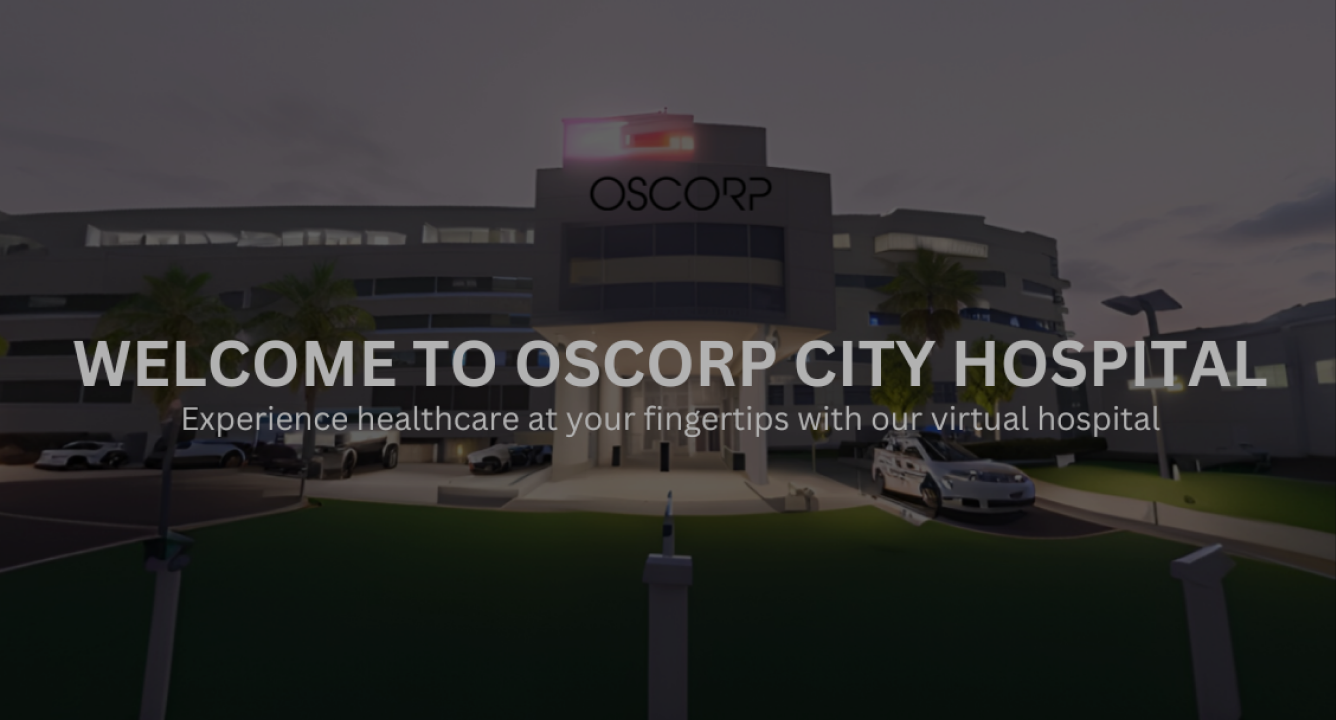 OSCORP
WELCOME TO OSCORP CITY HOSPITAL
Experience healthcare at your fingertips with our virtual hospital